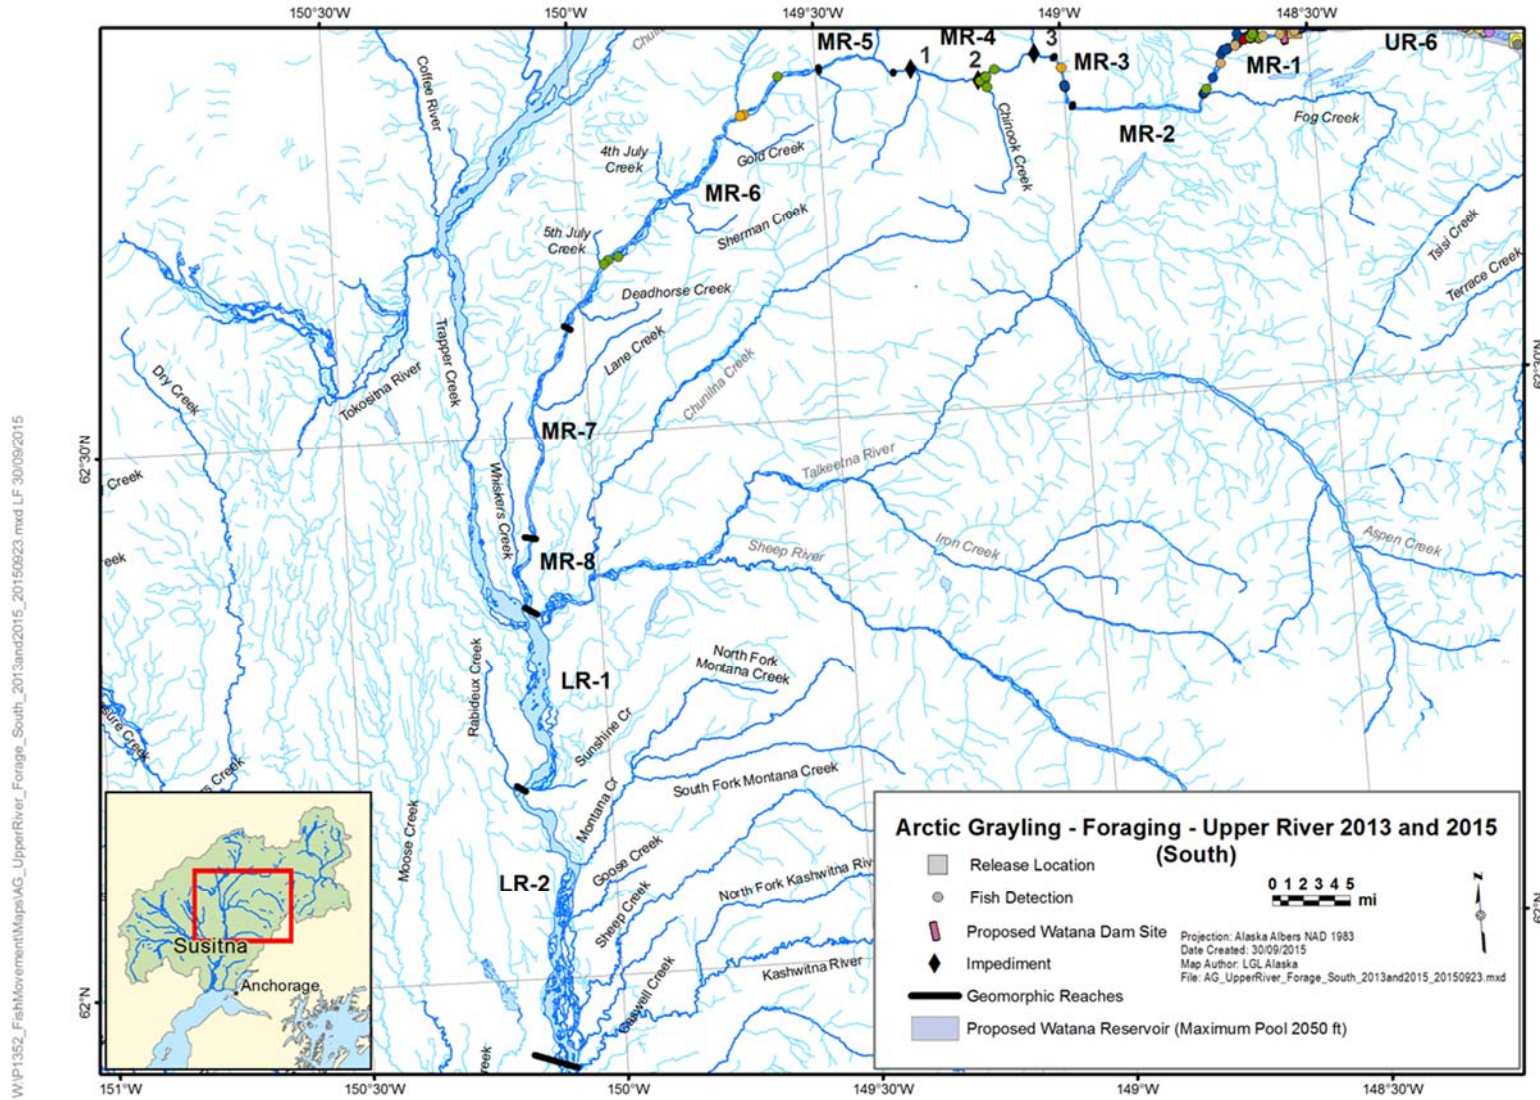 150°30'W 150°W 149°30'W 149°W 148°30'W
MR-5
MR-4
1
2
3
MR-3
MR-1
UR-6
MR-2
Fog Creek
Coffee River
Chinook Creek
4th July
Creek
Gold Creek
MR-6
Sherman Creek
5th July
Creek
Deadhorse Creek
Tsisi Creek
Terrace Creek
Trapper Creek
Lane Creek
Chunilna Creek
Dry Creek
Tokositna River
MR-7
62°30'N
Talkeetna River
Whiskers Creek
Creek
MR-8
Sheep River
Iron Creek
Aspen Creek
North Fork
Montana Creek
LR-1
Rabideux Creek
Sunshine Cr
South Fork Montana Creek
Montana Cr
Moose Creek
Goose Creek
LR-2
North Fork Kashwitna Riv
Sheep Creek
Kashwitna River
Caswell Creek
62°N
Susitna
Anchorage
Arctic Grayling - Foraging - Upper River 2013 and 2015
(South)
Release Location
Fish Detection
Proposed Watana Dam Site
Impediment
Geomorphic Reaches
Proposed Watana Reservoir (Maximum Pool 2050 ft)
0 1 2 3 4 5
mi
N
Projection: Alaska Albers NAD 1983
Date Created: 30/09/2015
Map Author: LGL Alaska
File: AG_UpperRiver_Forage_South_2013and2015_20150923.mxd
151°W 150°30'W 150°W 149°30'W 149°W 148°30'W
W:\P1352_FishMovement\Maps\AG_UpperRiver_Forage_South_2013and2015_20150923.mxd LF 30/09/2015